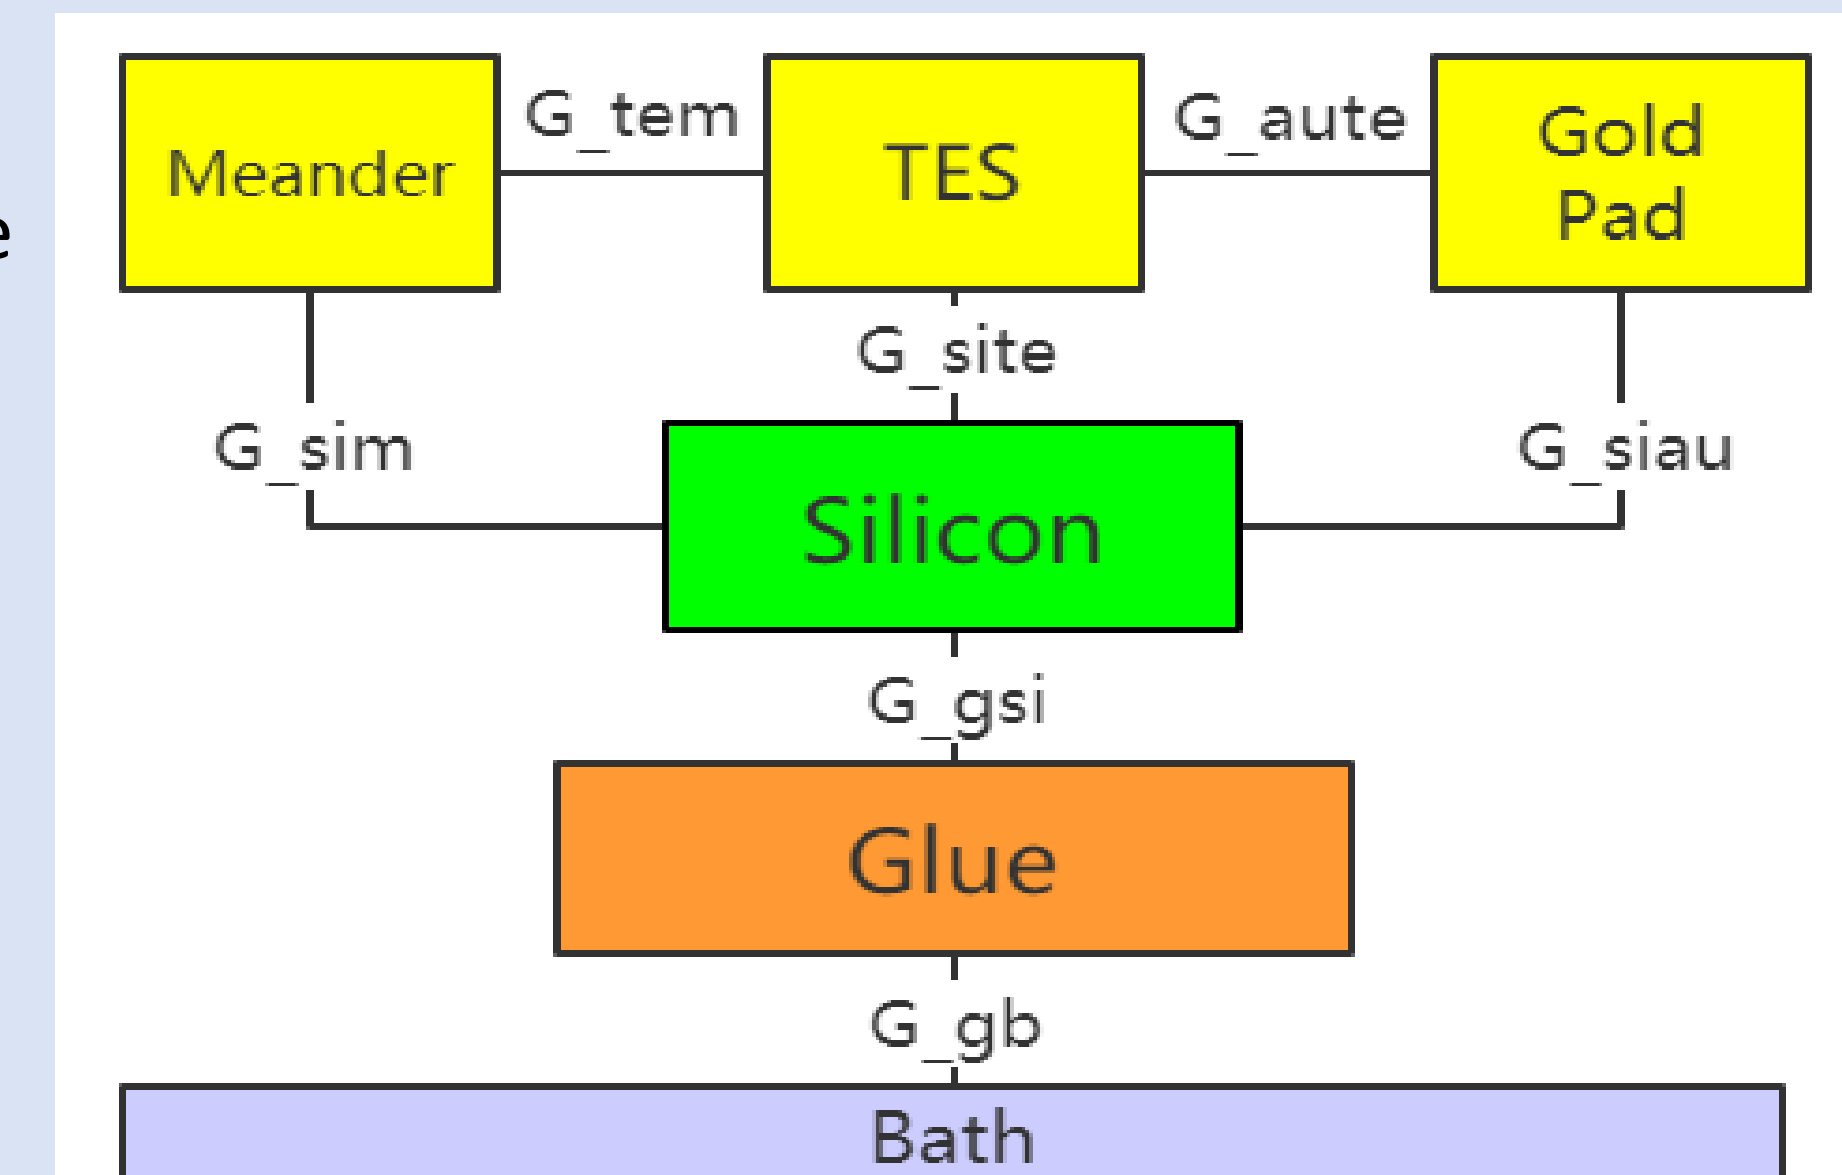 Meander
G_tem
TES
G_aute
Gold
Pad
e
G_site
G_sim
G_siau
Silicon
G_gsi
Glue
G_gb
Bath